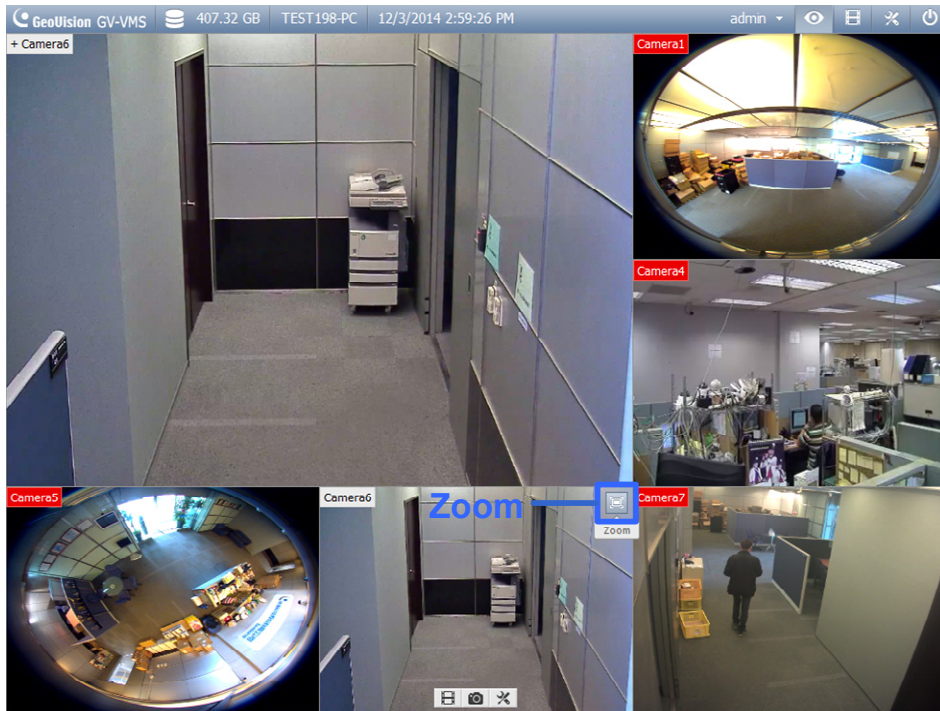 GeoVision GV-VMS 407.32 GB TEST198-PC 12/3/2014 2:59:26 PM admin
+ Camera6
Camera1
Camera4
Camera5
Camera6
Zoom
Zoom
Camera7